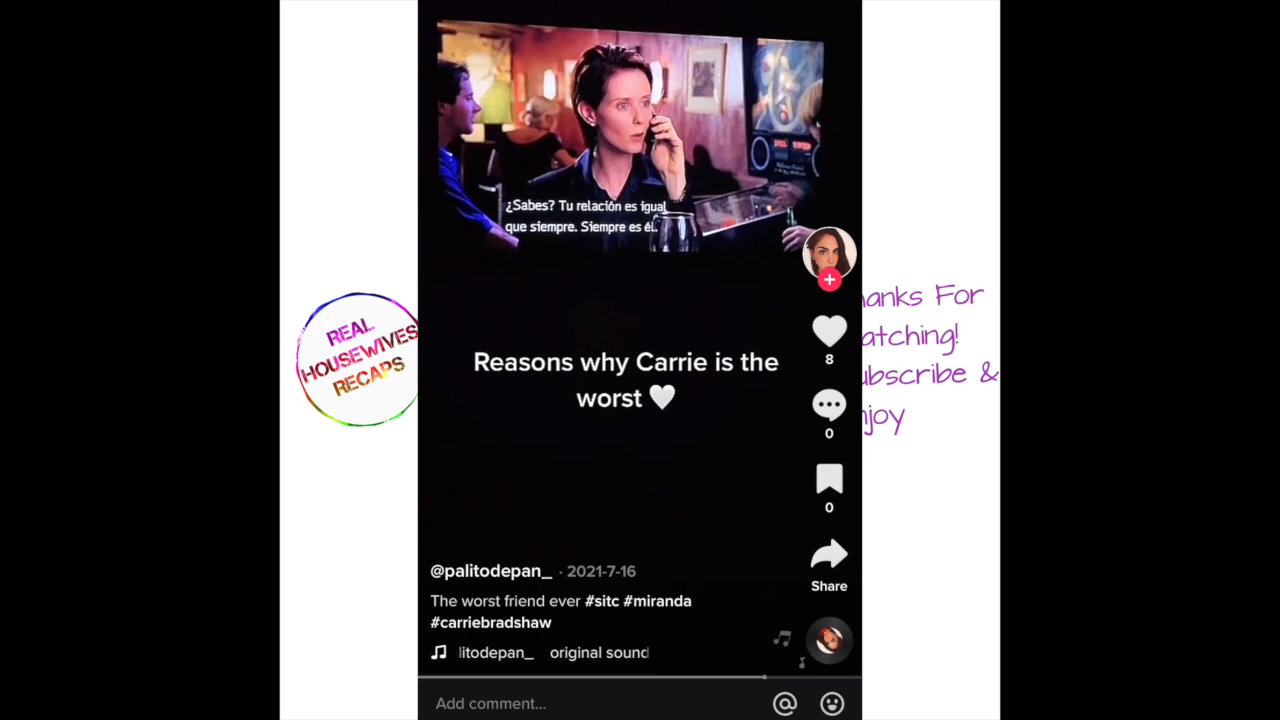 ¿Sabes? Tu relación es igual
que siempre. Siempre es él.
REAL
HOUSEWIVES
RECAPS
hanks For
atching!
ubscribe &
njoy
Reasons why Carrie is the
worst 🤍
8
0
0
Share
@palitodepan_ · 2021-7-16
The worst friend ever #sitc #miranda
#carriebradshaw
litodepan_ original sound
Add comment...